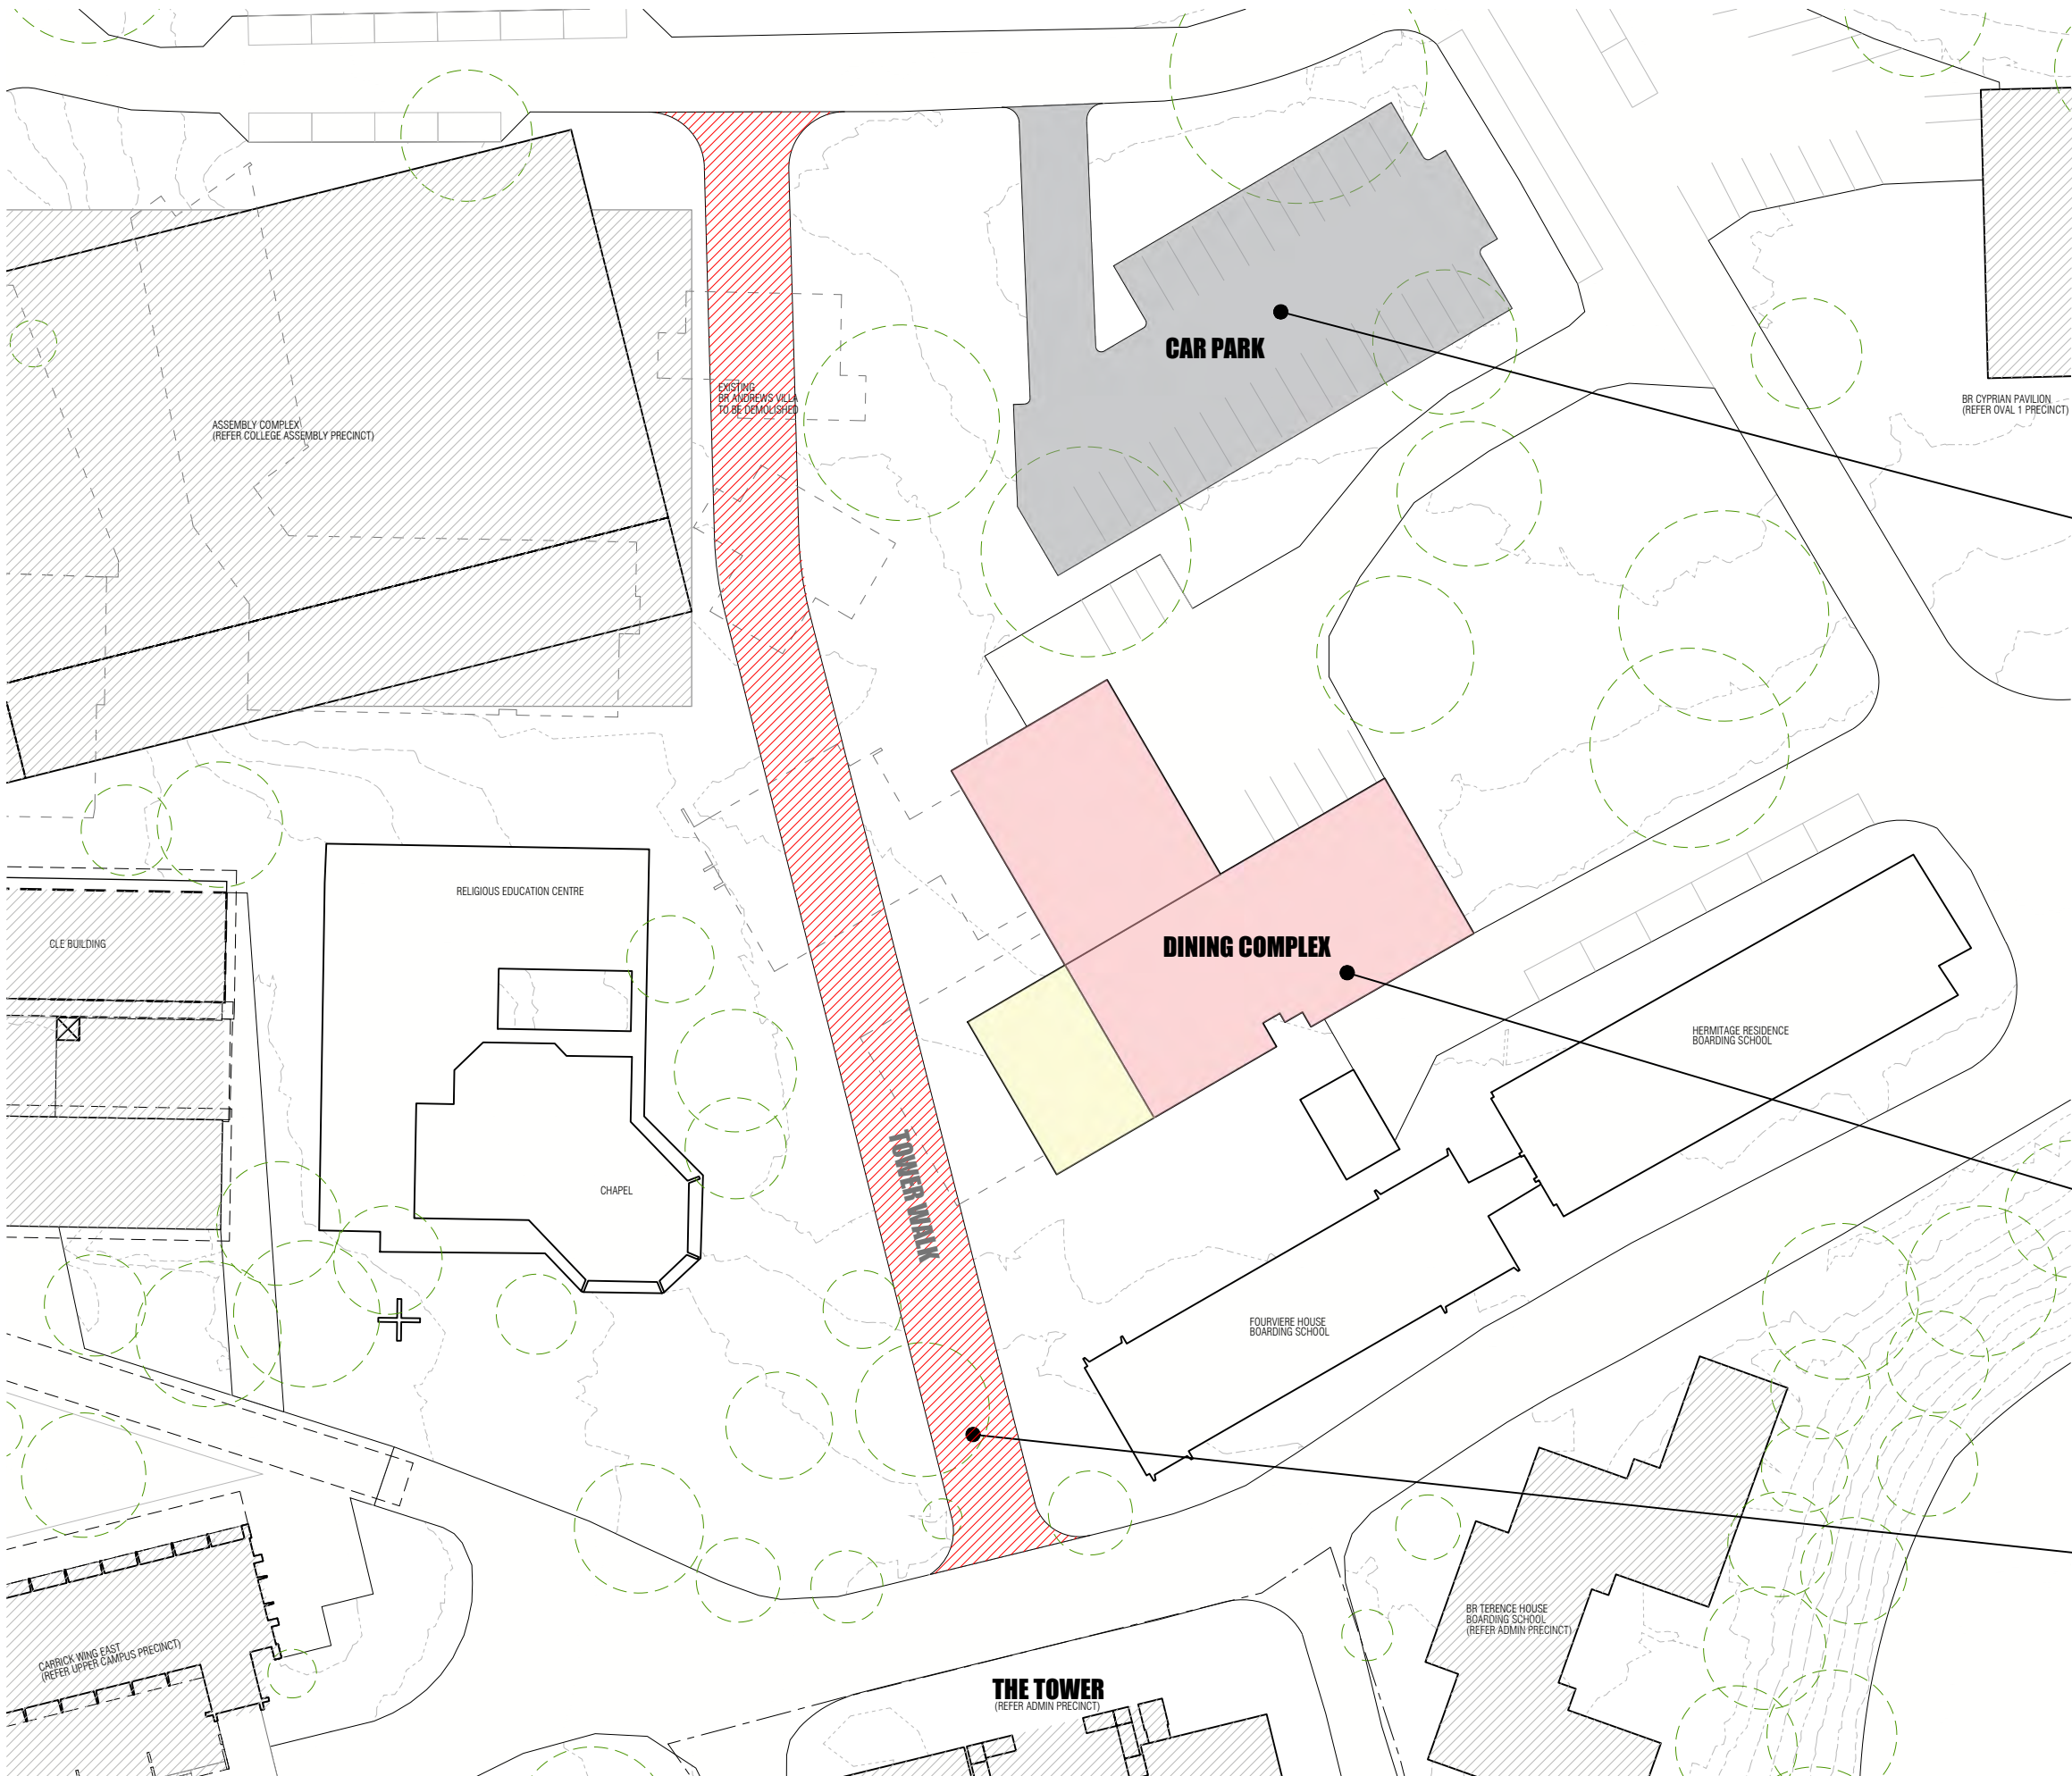 CAR PARK
EXISTING
BR ANDREWS VILLA
TO BE DEMOLISHED
ASSEMBLY COMPLEX
(REFER COLLEGE ASSEMBLY PRECINCT)
BR CYPRIAN PAVILION
(REFER OVAL 1 PRECINCT)
RELIGIOUS EDUCATION CENTRE
CLE BUILDING
DINING COMPLEX
HERMITAGE RESIDENCE
BOARDING SCHOOL
CHAPEL
TOWER WALK
FOURVIERE HOUSE
BOARDING SCHOOL
BR TERENCE HOUSE
BOARDING SCHOOL
(REFER ADMIN PRECINCT)
CARRICK WING EAST
(REFER UPPER CAMPUS PRECINCT)
THE TOWER
(REFER ADMIN PRECINCT)